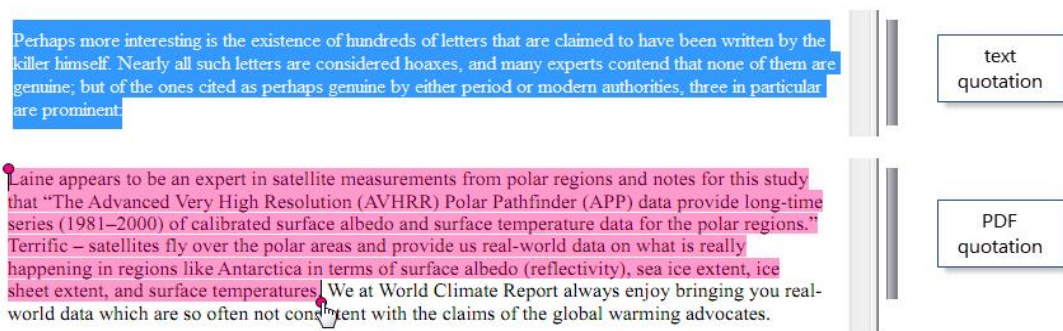 Perhaps more interesting is the existence of hundreds of letters that are claimed to have been written by the
killer himself. Nearly all such letters are considered hoaxes, and many experts contend that none of them are
genuine; but of the ones cited as perhaps genuine by either period or modern authorities, three in particular
are prominent:
text
quotation
Laine appears to be an expert in satellite measurements from polar regions and notes for this study
that “The Advanced Very High Resolution (AVHRR) Polar Pathfinder (APP) data provide long-time
series (1981–2000) of calibrated surface albedo and surface temperature data for the polar regions.”
Terrific – satellites fly over the polar areas and provide us real-world data on what is really
happening in regions like Antarctica in terms of surface albedo (reflectivity), sea ice extent, ice
sheet extent, and surface temperatures. We at World Climate Report always enjoy bringing you real-
world data which are so often not consistent with the claims of the global warming advocates.
PDF
quotation